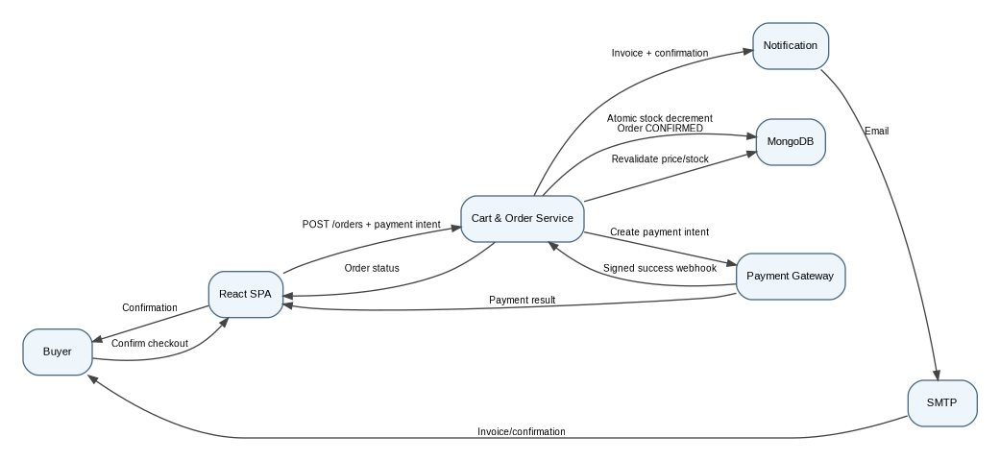 Notification
Invoice + confirmation
Atomic stock decrement
Order CONFIRMED
MongoDB
Email
Revalidate price/stock
Cart & Order Service
POST /orders + payment intent
Create payment intent
Order status
Signed success webhook
Payment Gateway
React SPA
Payment result
Confirmation
Confirm checkout
Buyer
SMTP
Invoice/confirmation